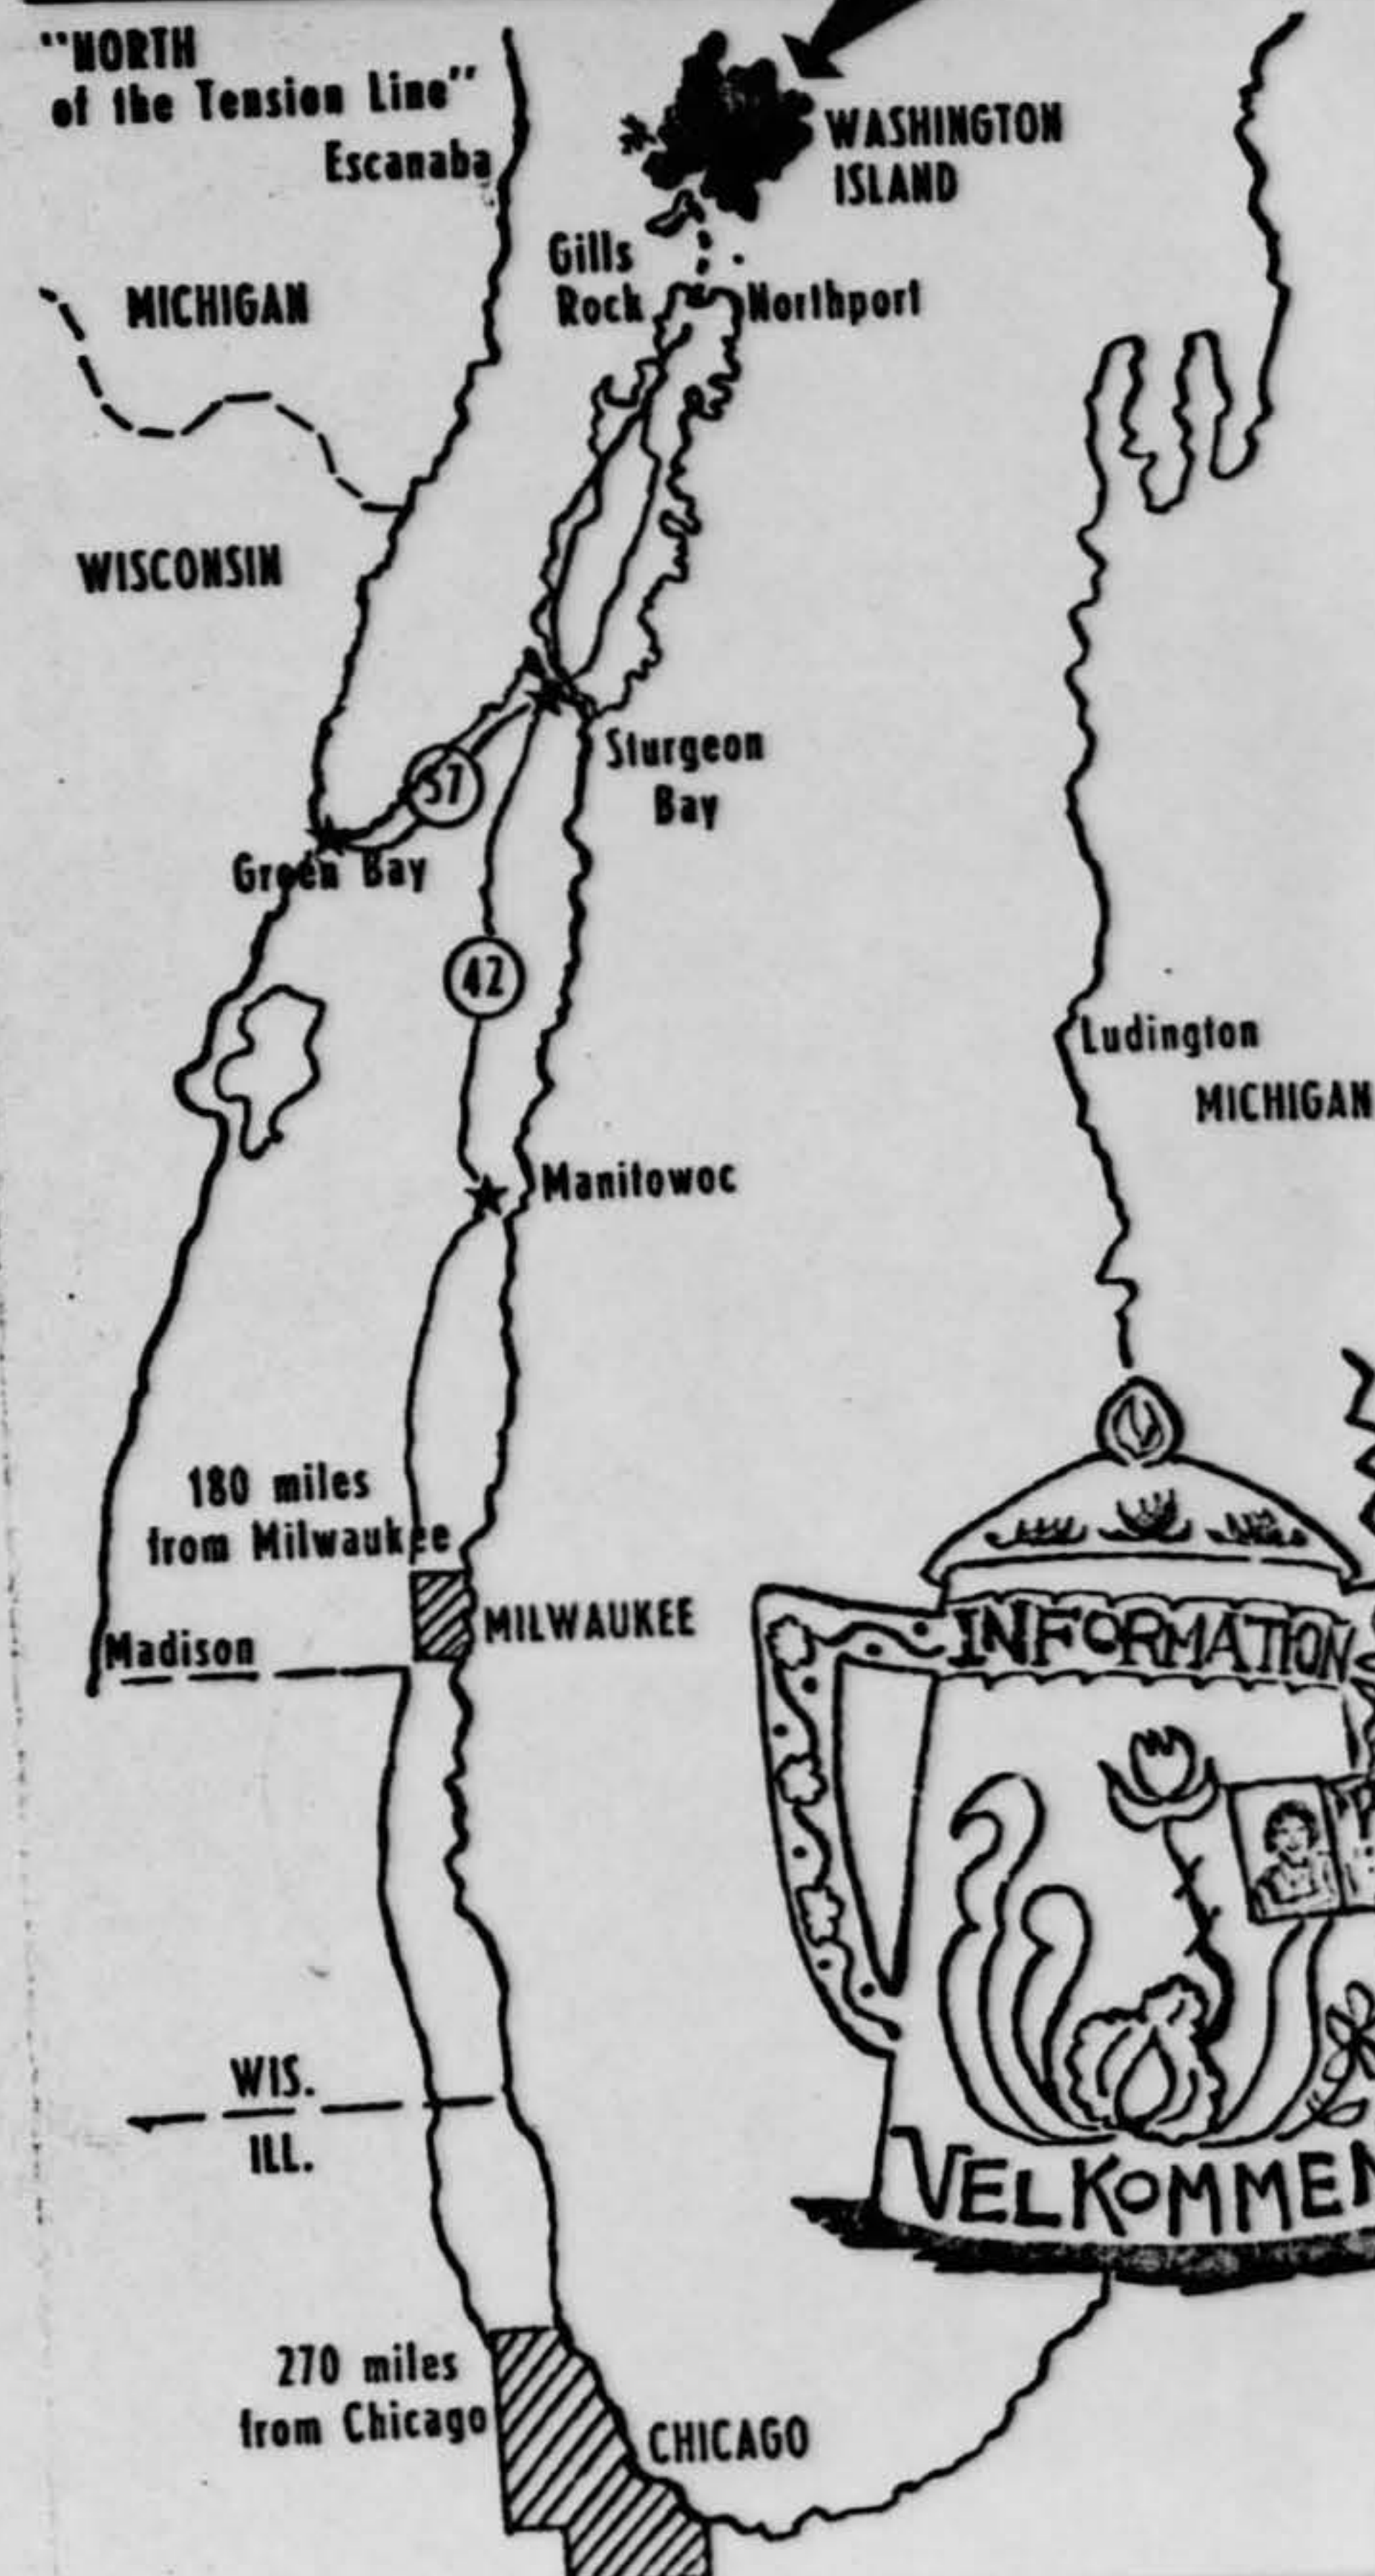 "NORTH
of the Tension Line"
Escanaba
WASHINGTON
ISLAND
Gills
Rock
Northport
MICHIGAN
WISCONSIN
Sturgeon
Bay
57
Green Bay
42
Ludington
MICHIGAN
Manitowoc
180 miles
from Milwaukee
MILWAUKEE
Madison
INFORMATION
WIS.
ILL.
VELKOMMEN
270 miles
from Chicago
CHICAGO